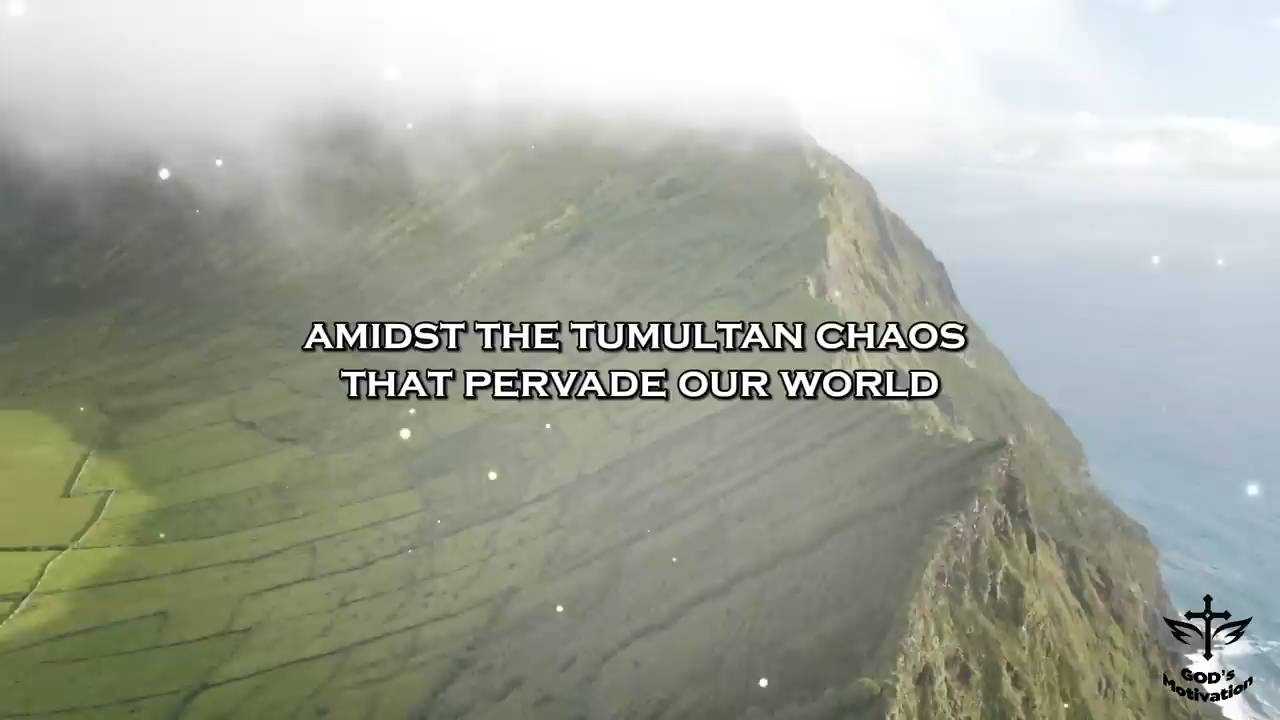 AMIDST THE TUMULTAN CHAOS
THAT PERVADE OUR WORLD
GOD's
Motivation